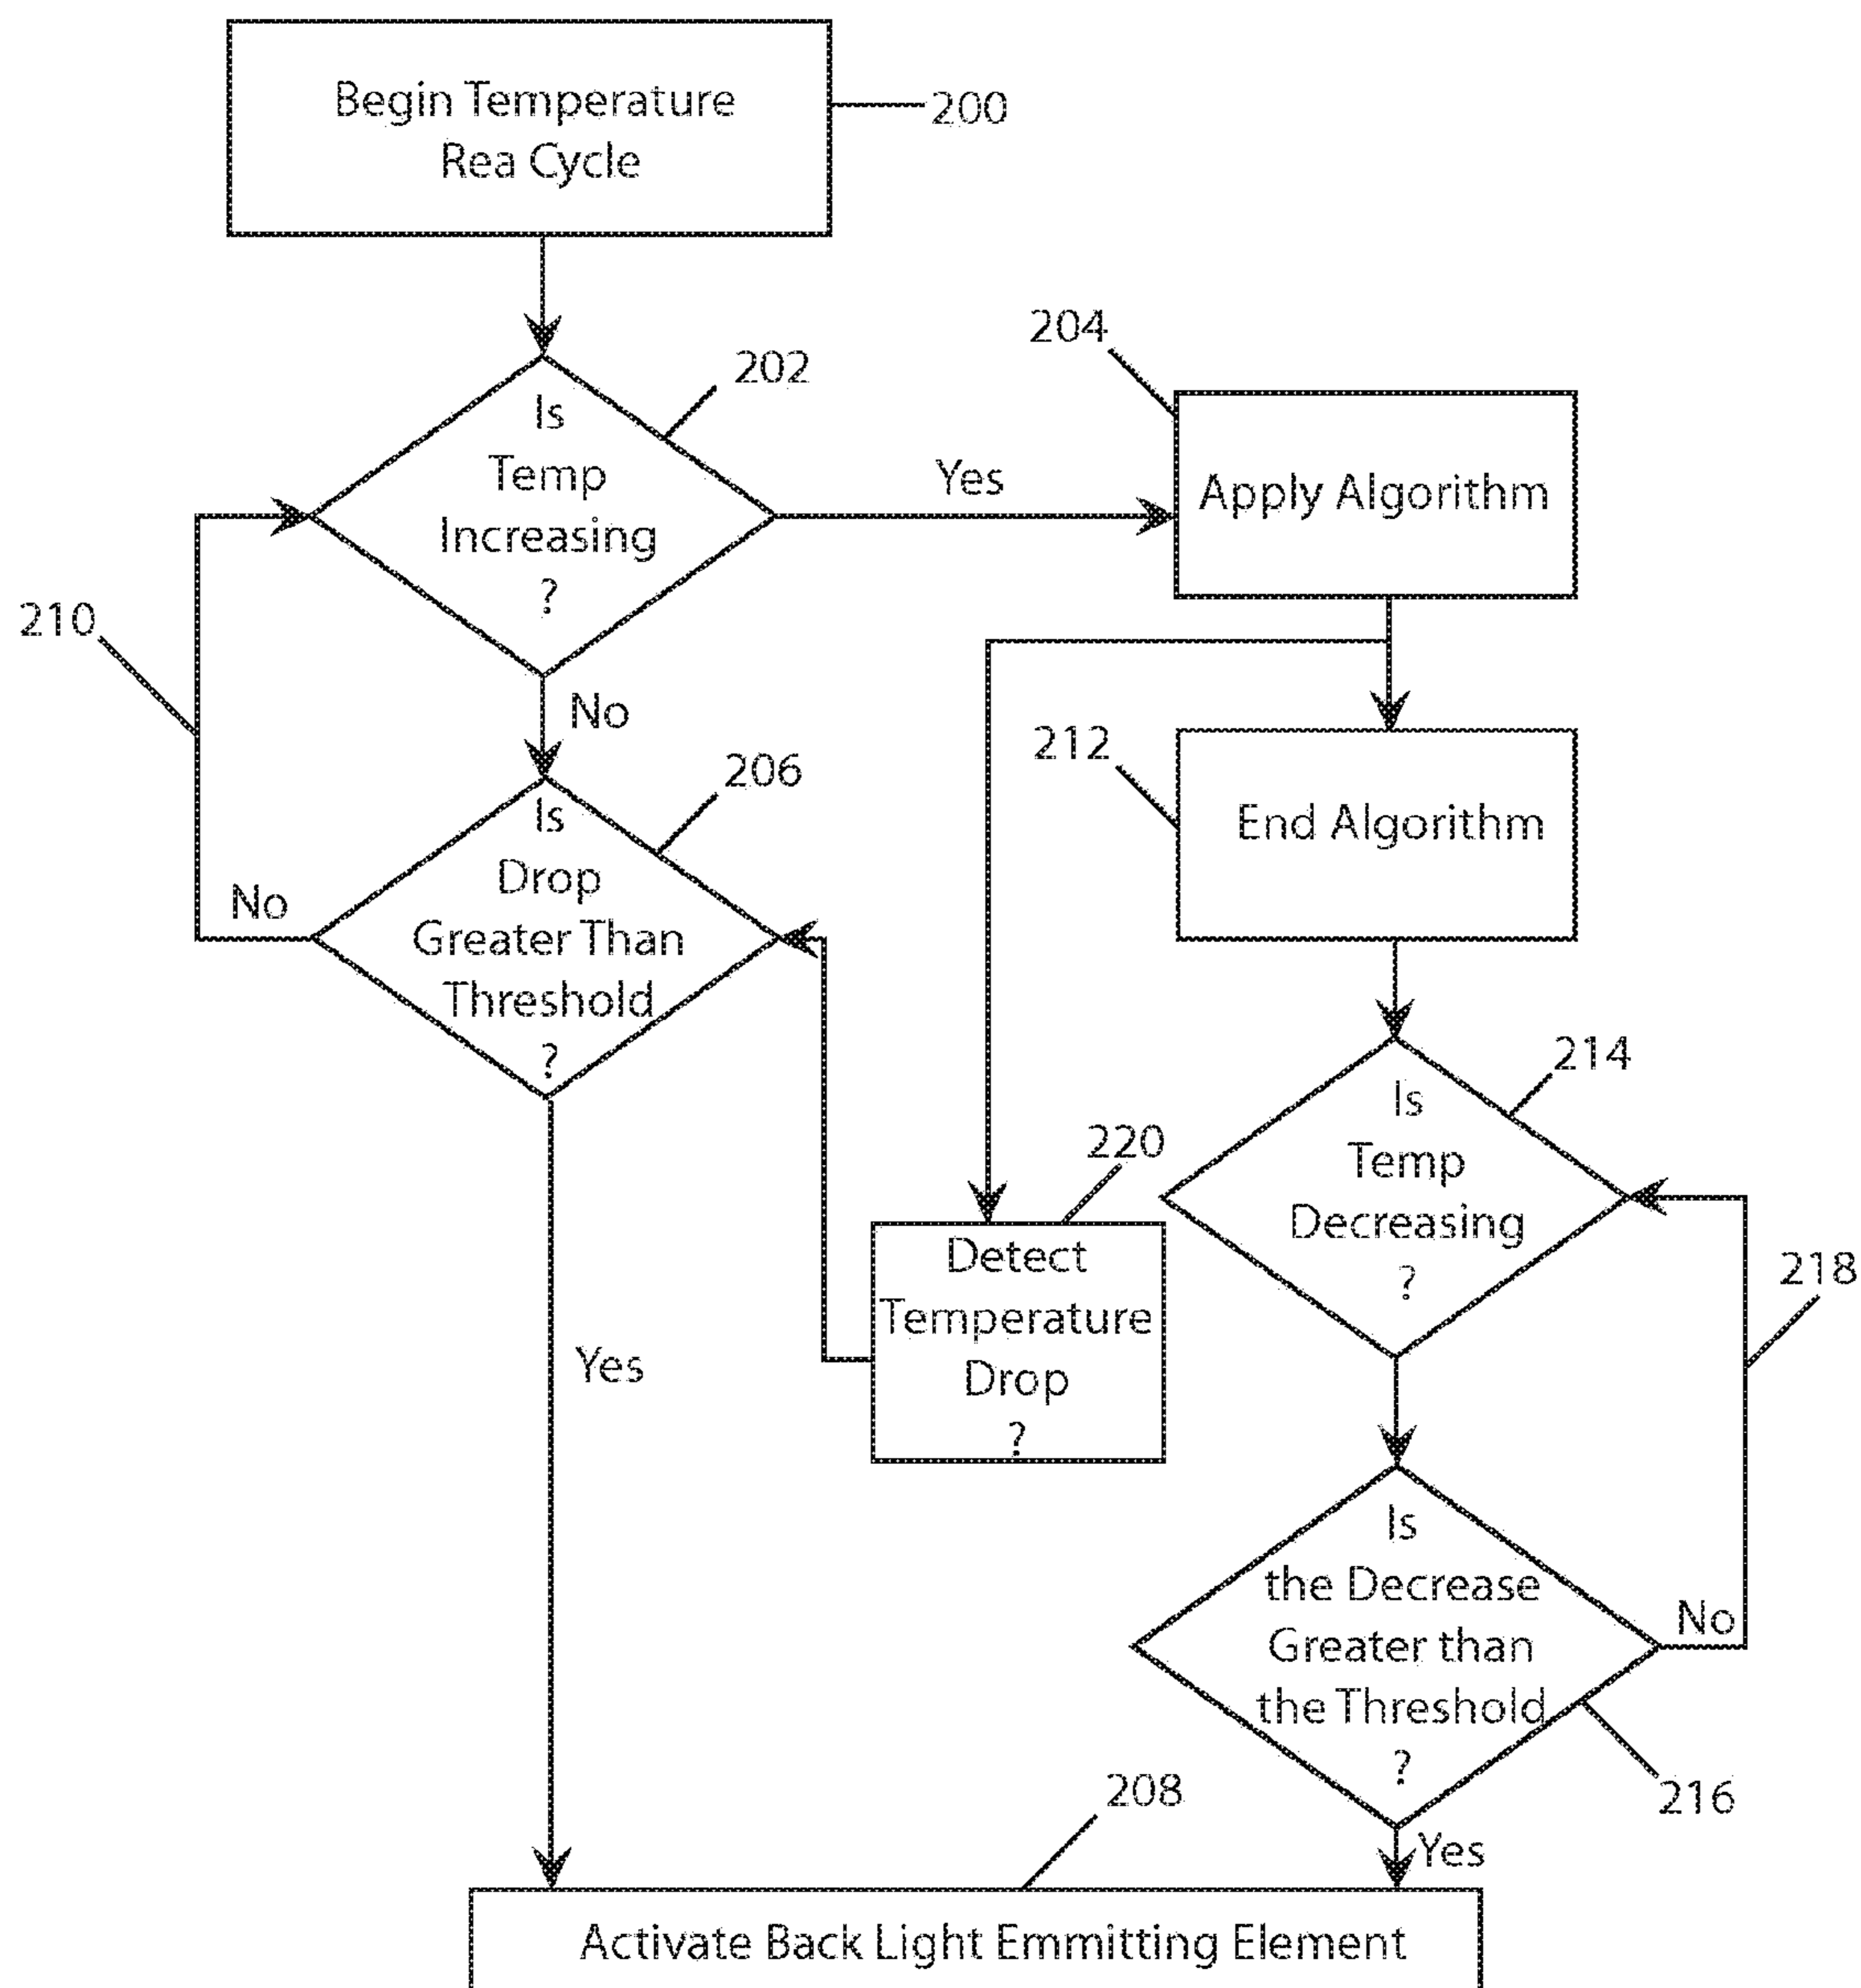 Begin Temperature
Rea Cycle
200
202
Is
Temp
Increasing
?
Yes
204
Apply Algorithm
210
No
206
Is
Drop
Greater Than
Threshold
?
No
Yes
212
End Algorithm
214
Is
Temp
Decreasing
?
220
Detect
Temperature
Drop
?
218
Is
the Decrease
Greater than
the Threshold
?
No
216
Yes
208
Activate Back Light Emmitting Element